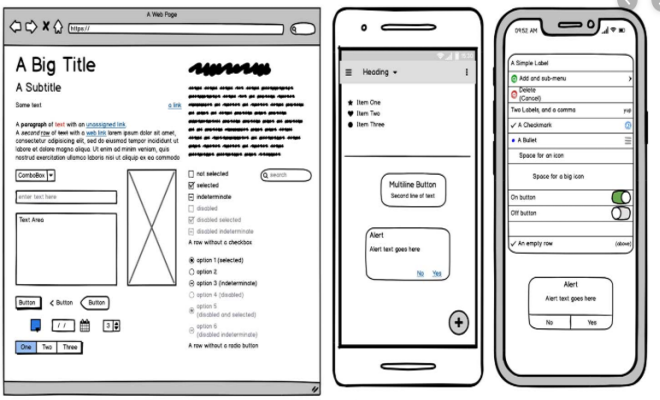 A Web Page
https://
A Big Title
A Subtitle
Some text
a link
A paragraph of text with an unassigned link.
A second row of text with a web link lorem ipsum dolor sit amet,
consectetur adipiscing elit, sed do eiusmod tempor incididunt ut
labore et dolore magna aliqua. Ut enim ad minim veniam, quis
nostrud exercitation ullamco laboris nisi ut aliquip ex ea commodo
ComboBox
enter text here
Text Area
Button
< Button
Button
/ /
3
One Two Three
not selected
search
selected
indeterminate
disabled
disabled selected
disabled indeterminate
A row without a checkbox
option 1 (selected)
option 2
option 3 (indeterminate)
option 4 (disabled)
option 5
(disabled and selected)
option 6
(disabled indeterminate)
A row without a radio button
Heading
Item One
Item Two
Item Three
Multiline Button
Second line of text
Alert
Alert text goes here
No Yes
+
09:52 AM
A Simple Label
Add and sub-menu
Delete
(Cancel)
Two Labels, and a comma
yup
A Checkmark
A Bullet
Space for an icon
Space for a big icon
On button
Off button
An empty row
(above)
Alert
Alert text goes here
No Yes